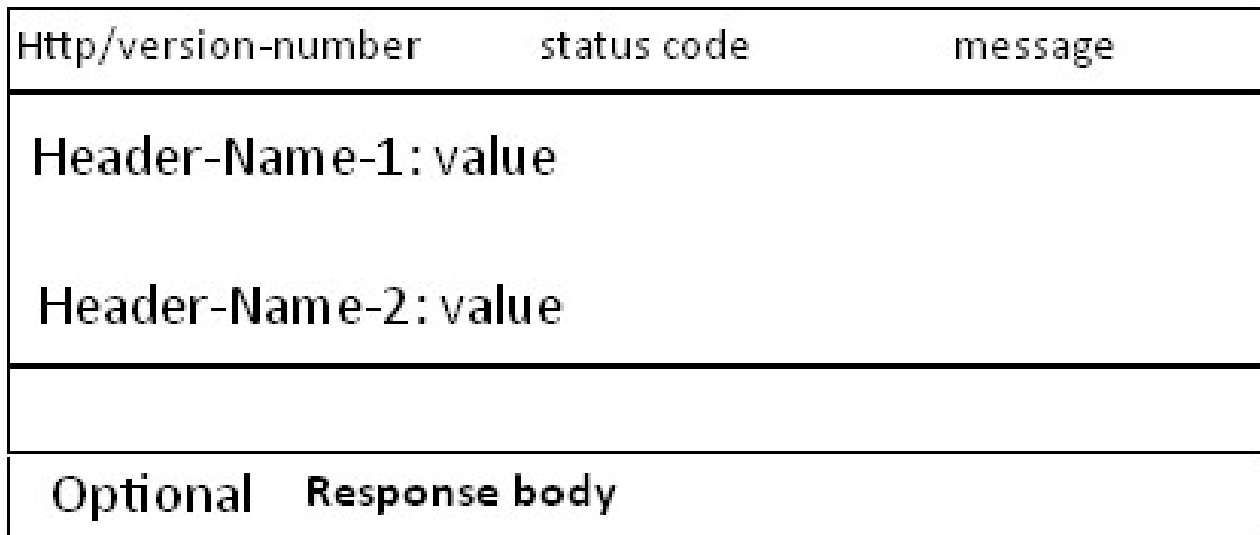 Http/version-number status code message
Header-Name-1: value
Header-Name-2: value
Optional Response body